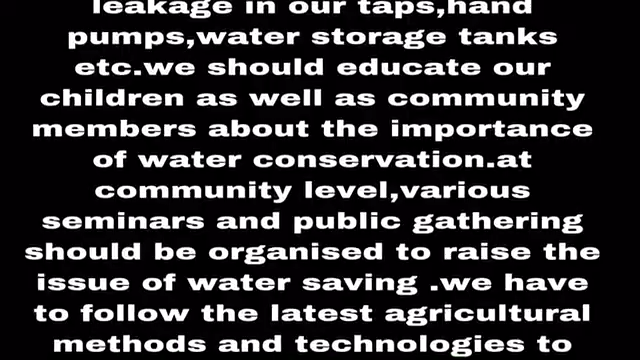 leakage in our taps,hand
pumps,water storage tanks
etc.we should educate our
children as well as community
members about the importance
of water conservation.at
community level,various
seminars and public gathering
should be organised to raise the
issue of water saving .we have
to follow the latest agricultural
methods and technologies to